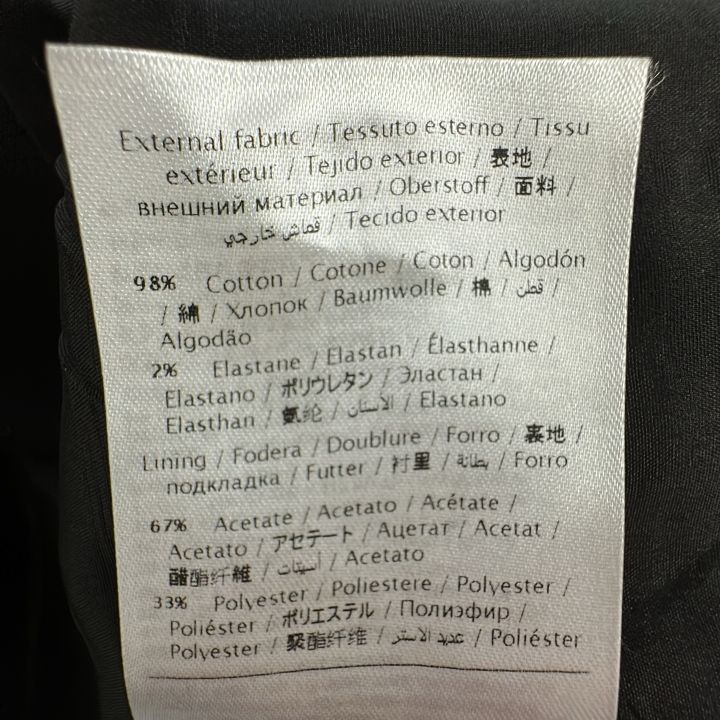 External fabric / Tessuto esterno / Tissu
extérieur / Tejido exterior / 表地 /
внешний материал / Oberstoff / 面料 /
قماش خارجي / Tecido exterior
98% Cotton / Cotone / Coton / Algodón
/ 綿 / Хлопок / Baumwolle / 棉 / قطن /
Algodão
2% Elastane / Elastan / Élasthanne /
Elastano / ポリウレタン / Эластан /
Elasthan / 氨纶 / الأستان / Elastano
Lining / Fodera / Doublure / Forro / 裏地 /
подкладка / Futter / 衬里 / بطانة / Forro
67% Acetate / Acetato / Acétate /
Acetato / アセテート / Ацетат / Acetat /
醋酯纤維 / أسيتات / Acetato
33% Polyester / Poliestere / Polyester /
Poliéster / ポリエステル / Полиэфир /
Polyester / 聚酯纤维 / عديد الأستر / Poliéster